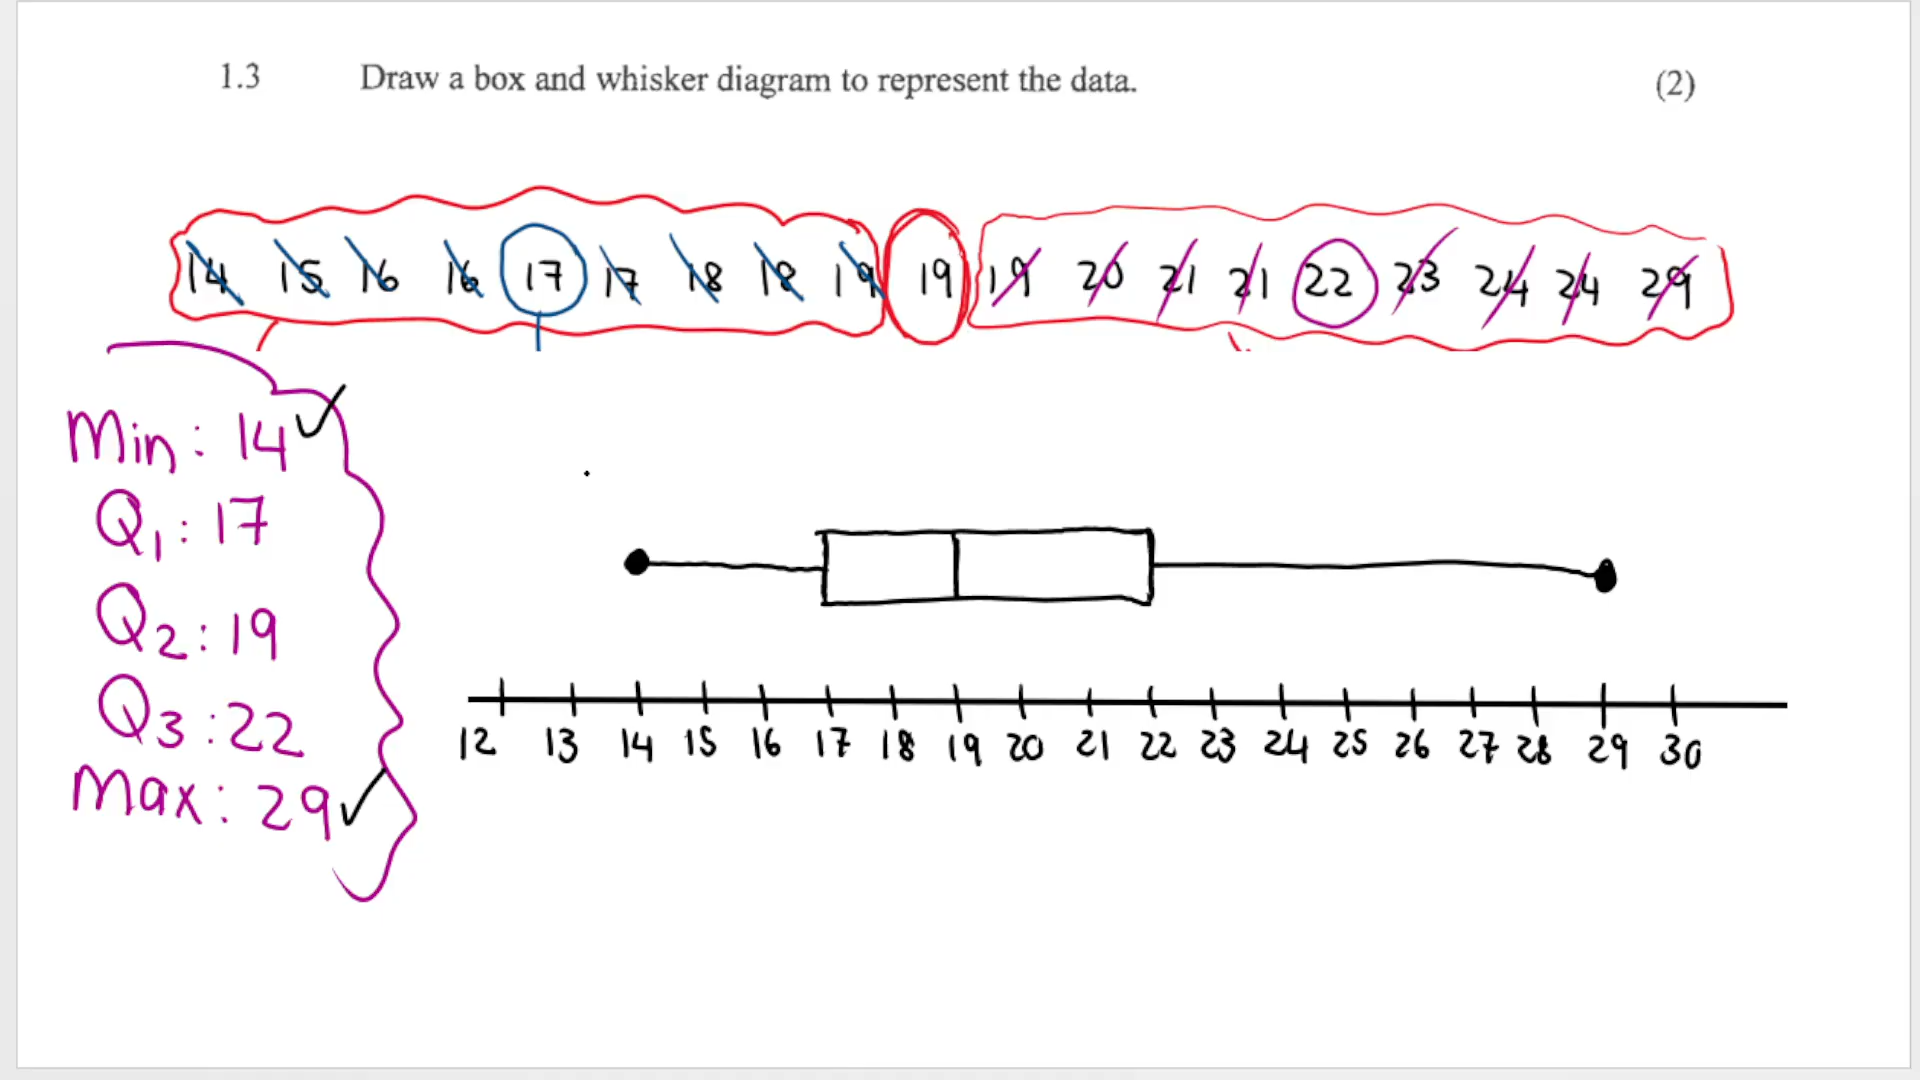 1.3 Draw a box and whisker diagram to represent the data. (2)
14 15 16 16 17 17 18 18 19 19 19 20 21 21 22 23 24 24 29
Min: 14
Q1: 17
Q2: 19
Q3: 22
Max: 29
12 13 14 15 16 17 18 19 20 21 22 23 24 25 26 27 28 29 30